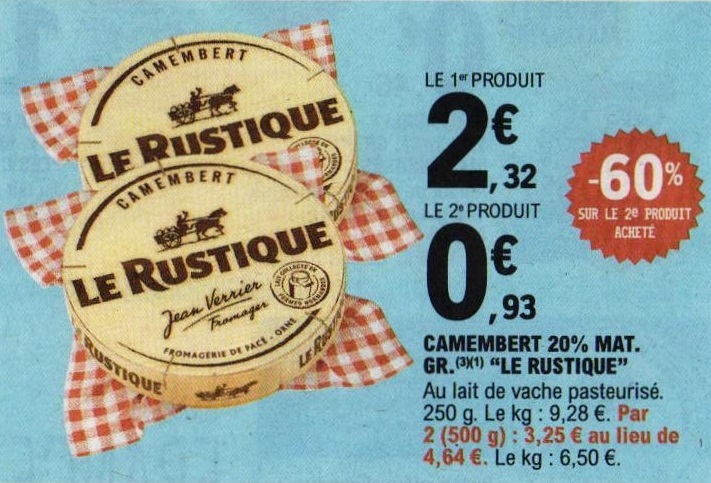 CAMEMBERT
LE RUSTIQUE
CAMEMBERT
LE RUSTIQUE
Jean Verrier
Fromager
FROMAGERIE DE PACÉ - ORNE
RUSTIQUE
LE 1er PRODUIT
2€,32
LE 2e PRODUIT
0€,93
-60%
SUR LE 2e PRODUIT
ACHETÉ
CAMEMBERT 20% MAT.
GR.(3)(1) “LE RUSTIQUE”
Au lait de vache pasteurisé.
250 g. Le kg : 9,28 €. Par
2 (500 g) : 3,25 € au lieu de
4,64 €. Le kg : 6,50 €.